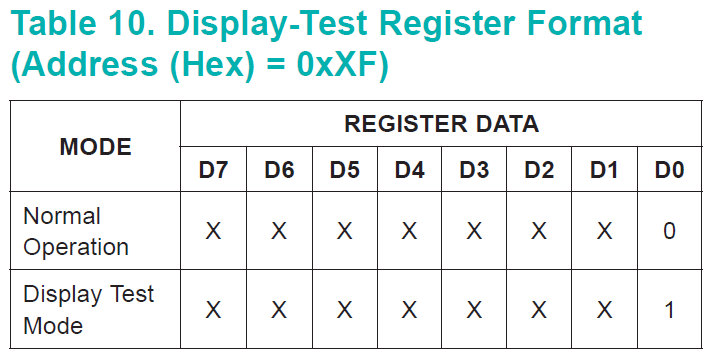 Table 10. Display-Test Register Format
(Address (Hex) = 0xXF)
MODE
REGISTER DATA
D7 D6 D5 D4 D3 D2 D1 D0
Normal
Operation
X X X X X X X 0
Display Test
Mode
X X X X X X X 1